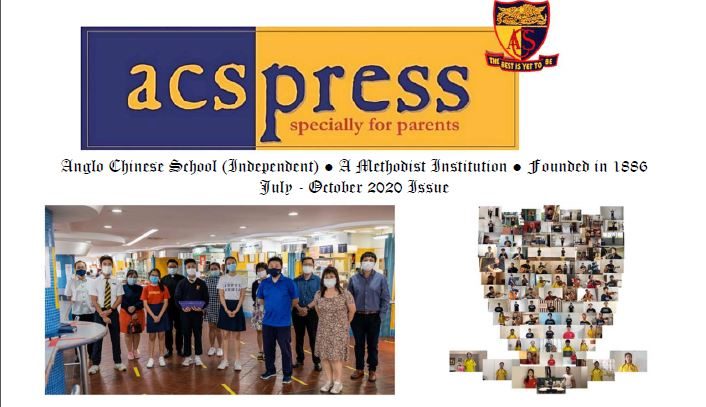 ACS
THE BEST IS YET TO BE
acspress
specially for parents
Anglo Chinese School (Independent) ● A Methodist Institution ● Founded in 1886
July - October 2020 Issue